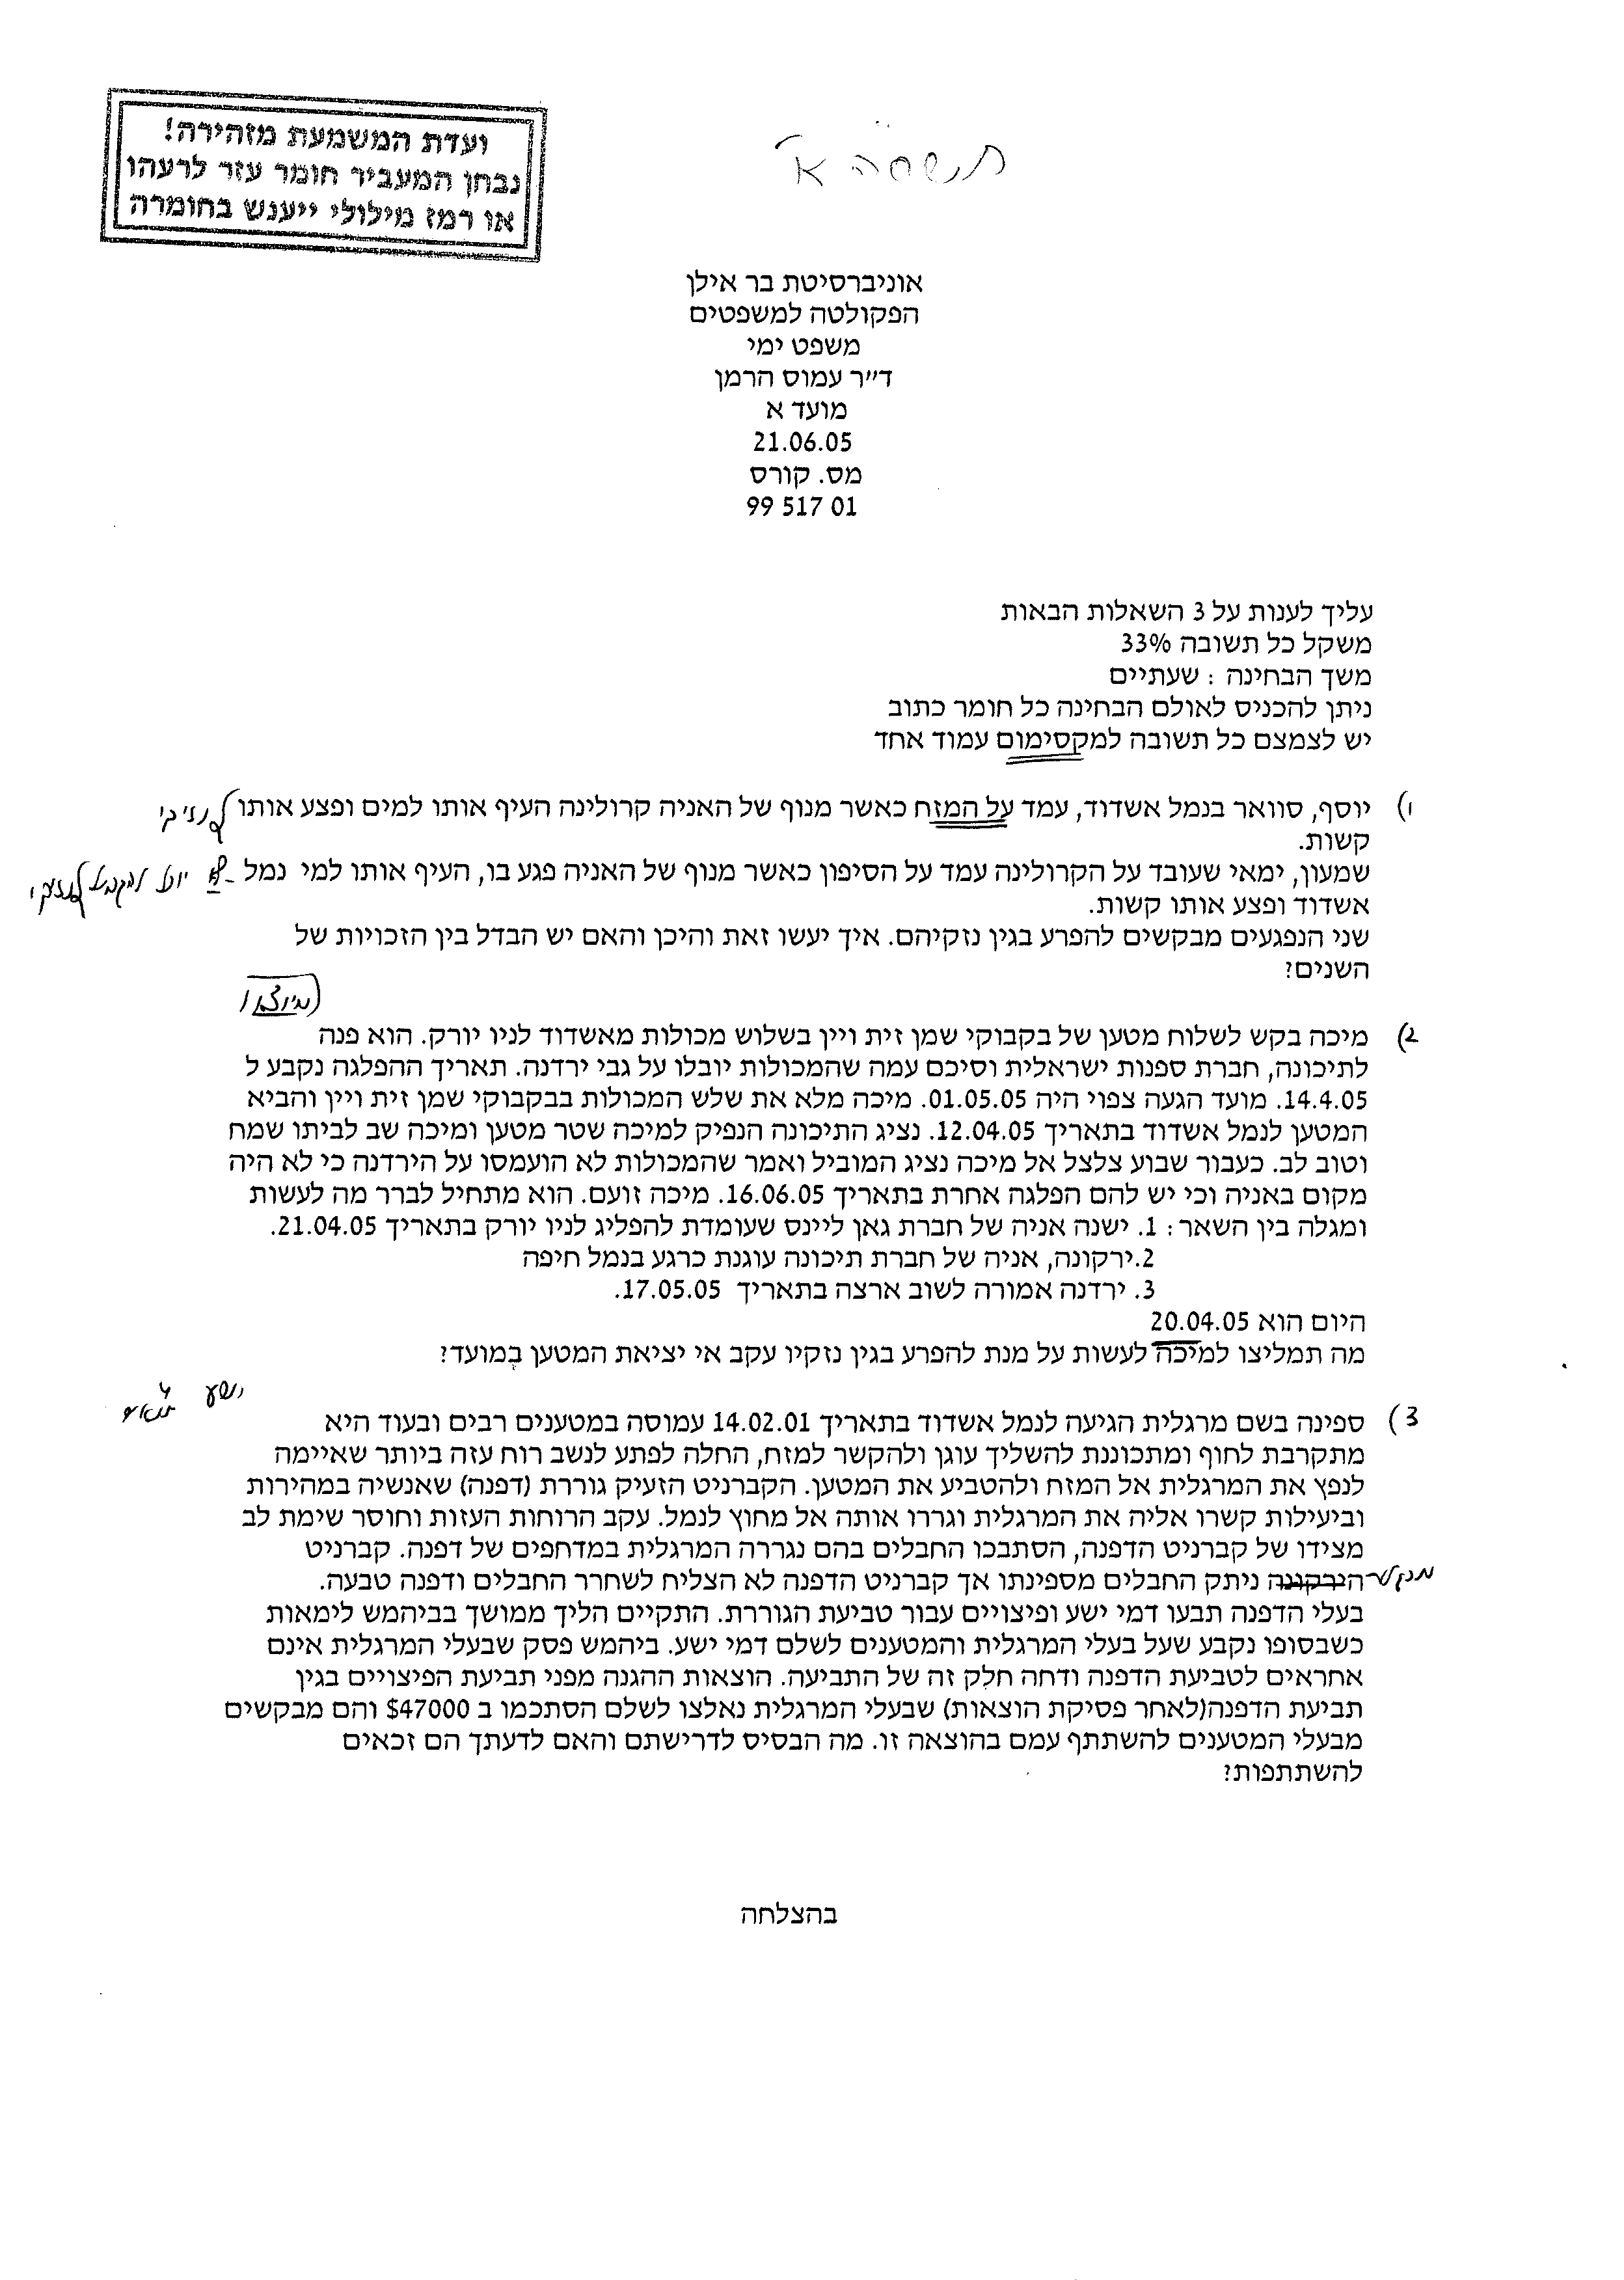 ועדת המשמעת מזהירה!
נבחן המעביר חומר עזר לרעהו
או רמז מילולי ייענש בחומרה
תשסה א'
אוניברסיטת בר אילן
הפקולטה למשפטים
משפט ימי
ד״ר עמוס הרמן
מועד א
21.06.05
מס. קורס
99 517 01
עליך לענות על 3 השאלות הבאות
משקל כל תשובה 33%
משך הבחינה : שעתיים
ניתן להכניס לאולם הבחינה כל חומר כתוב
יש לצמצם כל תשובה למקסימום עמוד אחד
1) יוסף, סוואר בנמל אשדוד, עמד על המזח כאשר מנוף של האניה קרולינה העיף אותו למים ופצע אותו
קשות.
שמעון, ימאי שעובד על הקרולינה עמד על הסיפון כאשר מנוף של האניה פגע בו, העיף אותו למי נמל
אשדוד ופצע אותו קשות.
שני הנפגעים מבקשים להפרע בגין נזקיהם. איך יעשו זאת והיכן והאם יש הבדל בין הזכויות של
השנים?
2) מיכה בקש לשלוח מטען של בקבוקי שמן זית ויין בשלוש מכולות מאשדוד לניו יורק. הוא פנה
לתיכונה, חברת ספנות ישראלית וסיכם עמה שהמכולות יובלו על גבי ירדנה. תאריך ההפלגה נקבע ל
14.4.05. מועד הגעה צפוי היה 01.05.05. מיכה מלא את שלש המכולות בבקבוקי שמן זית ויין והביא
המטען לנמל אשדוד בתאריך 12.04.05. נציג התיכונה הנפיק למיכה שטר מטען ומיכה שב לביתו שמח
וטוב לב. כעבור שבוע צלצל אל מיכה נציג המוביל ואמר שהמכולות לא הועמסו על הירדנה כי לא היה
מקום באניה וכי יש להם הפלגה אחרת בתאריך 16.06.05. מיכה זועם. הוא מתחיל לברר מה לעשות
ומגלה בין השאר : 1. ישנה אניה של חברת גאן ליינס שעומדת להפליג לניו יורק בתאריך 21.04.05.
2.ירקונה, אניה של חברת תיכונה עוגנת כרגע בנמל חיפה
3. ירדנה אמורה לשוב ארצה בתאריך 17.05.05.
היום הוא 20.04.05
מה תמליצו למיכה לעשות על מנת להפרע בגין נזקיו עקב אי יציאת המטען במועד?
ישע
3) ספינה בשם מרגלית הגיעה לנמל אשדוד בתאריך 14.02.01 עמוסה במטענים רבים ובעוד היא
מתקרבת לחוף ומתכוננת להשליך עוגן ולהקשר למזח, החלה לפתע לנשב רוח עזה ביותר שאיימה
לנפץ את המרגלית אל המזח ולהטביע את המטען. הקברניט הזעיק גוררת (דפנה) שאנשיה במהירות
וביעילות קשרו אליה את המרגלית וגררו אותה אל מחוץ לנמל. עקב הרוחות העזות וחוסר שימת לב
מצידו של קברניט הדפנה, הסתבכו החבלים בהם נגררה המרגלית במדחפים של דפנה. קברניט
הירקונה ניתק החבלים מספינתו אך קברניט הדפנה לא הצליח לשחרר החבלים ודפנה טבעה.
בעלי הדפנה תבעו דמי ישע ופיצויים עבור טביעת הגוררת. התקיים הליך ממושך בביהמש לימאות
כשבסופו נקבע שעל בעלי המרגלית והמטענים לשלם דמי ישע. ביהמש פסק שבעלי המרגלית אינם
אחראים לטביעת הדפנה ודחה חלק זה של התביעה. הוצאות ההגנה מפני תביעת הפיצויים בגין
תביעת הדפנה(לאחר פסיקת הוצאות) שבעלי המרגלית נאלצו לשלם הסתכמו ב 47000$ והם מבקשים
מבעלי המטענים להשתתף עמם בהוצאה זו. מה הבסיס לדרישתם והאם לדעתך הם זכאים
להשתתפות?
בהצלחה